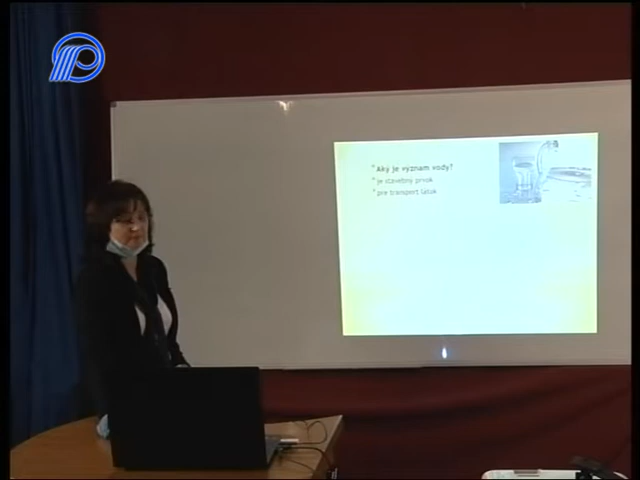 * Aký je význam vody?
* je stavebný prvok
* pre transport látok